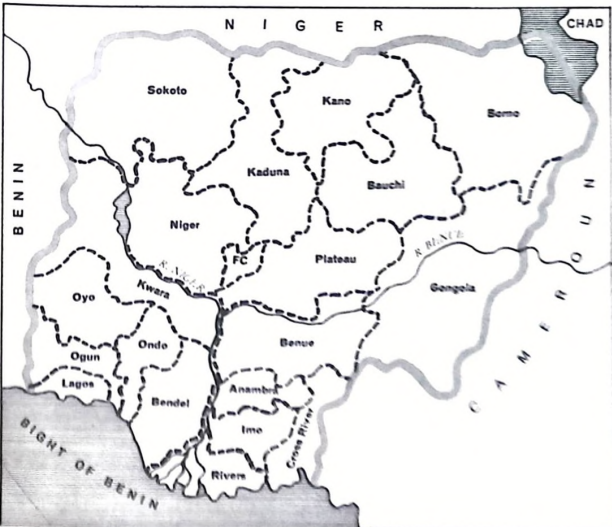 NIGER
CHAD
Sokoto
Kano
Borno
Kaduna
Bauchi
BENIN
Niger
FC
Plateau
R. NIGER
R. BENUE
Kwara
Gongola
CAMEROUN
Oyo
Ondo
Benue
Ogun
Lagos
Bendel
Anambra
Imo
Cross River
Rivers
BIGHT OF BENIN